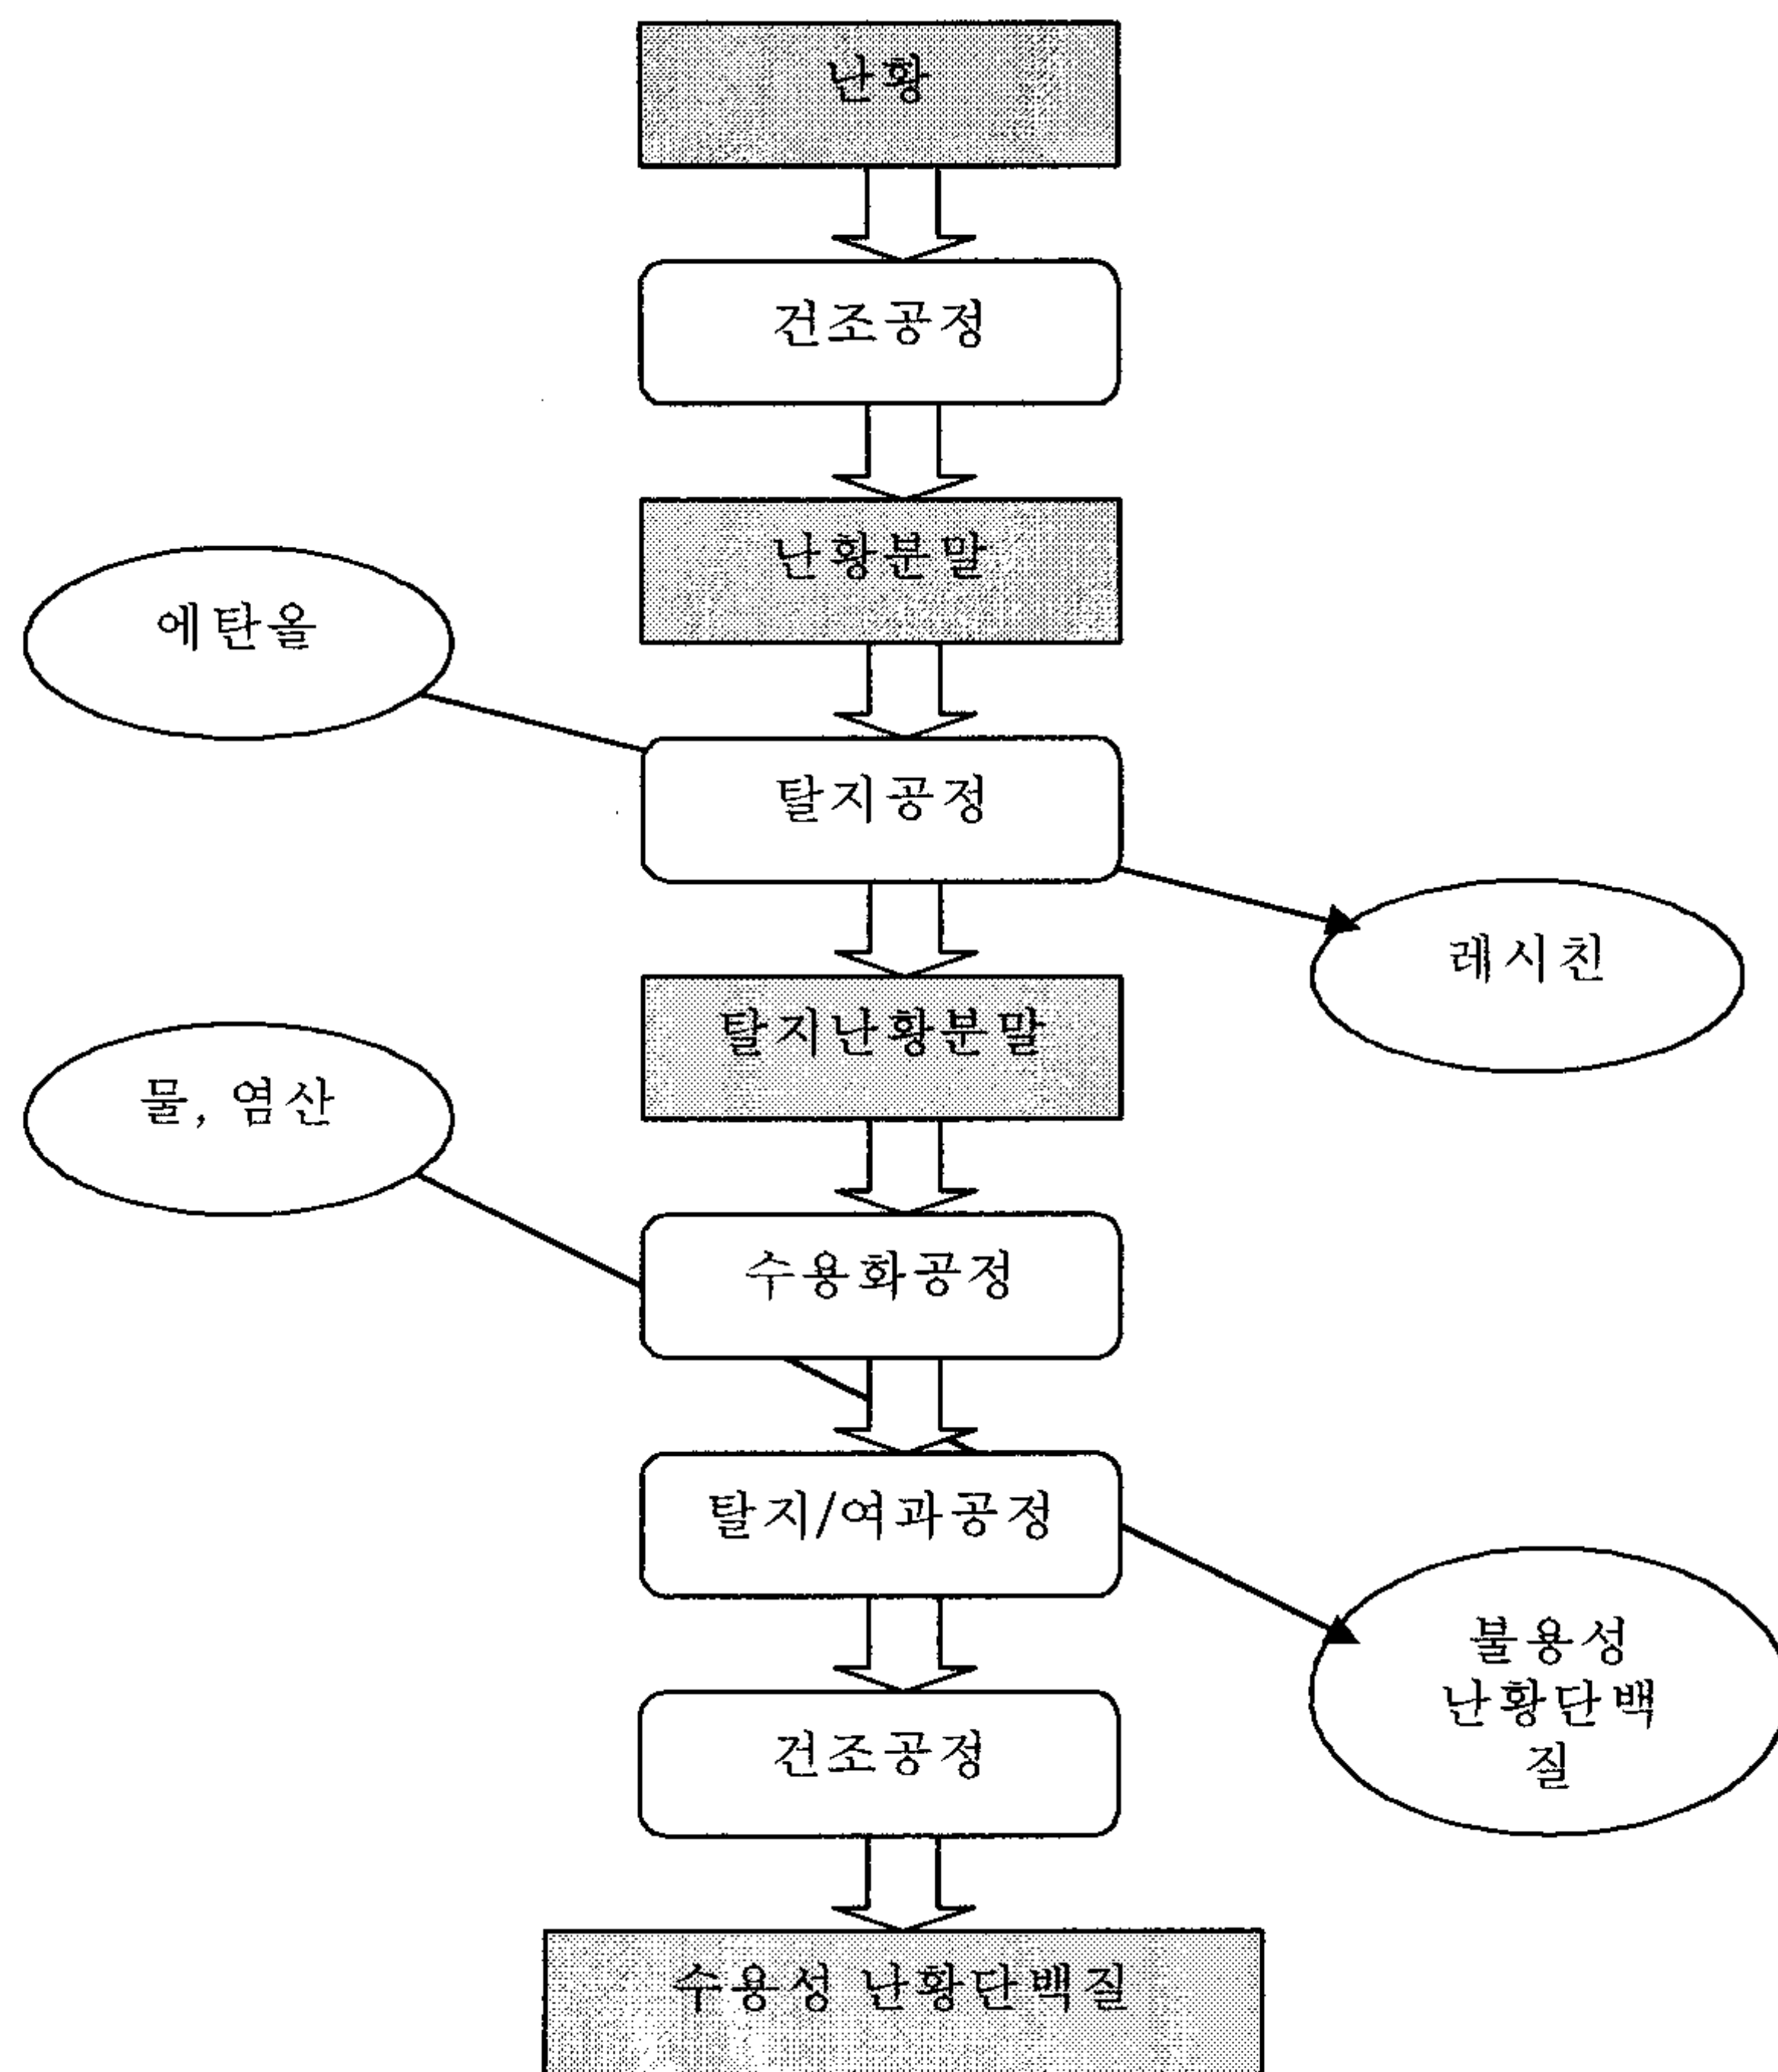 난황
건조공정
난황분말
에탄올
탈지공정
레시친
탈지난황분말
물, 염산
수용화공정
탈지/여과공정
불용성
난황단백
질
건조공정
수용성 난황단백질